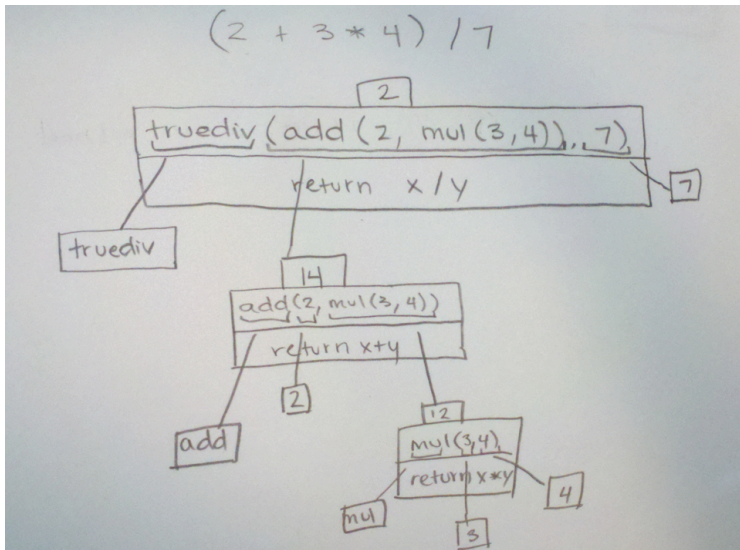 (2 + 3 * 4) / 7
2
truediv (add (2, mul(3,4)), 7)
return x/y
7
truediv
14
add(2, mul(3,4))
return x+y
2
12
add
mul(3,4)
return x*y
4
mul
3